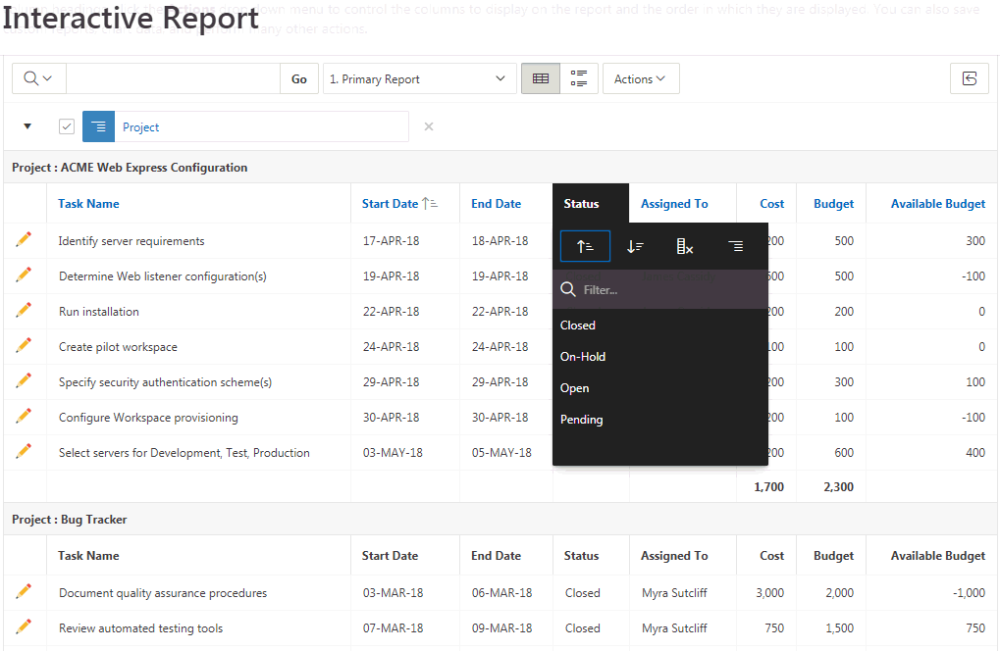 Interactive Report
menu to control the columns to display on the report and the order in which they are displayed. You can also save
Go
1. Primary Report
Actions
Project
Project : ACME Web Express Configuration
Task Name Start Date End Date Status Assigned To Cost Budget Available Budget
Identify server requirements 17-APR-18 18-APR-18 200 500 300
Determine Web listener configuration(s) 19-APR-18 19-APR-18 500 -100
Filter...
Run installation 22-APR-18 22-APR-18 200 200 0
Closed
Create pilot workspace 24-APR-18 24-APR-18 100 100 0
On-Hold
Specify security authentication scheme(s) 29-APR-18 29-APR-18 200 300 100
Open
Configure Workspace provisioning 30-APR-18 30-APR-18 200 100 -100
Pending
Select servers for Development, Test, Production 03-MAY-18 05-MAY-18 200 600 400
1,700 2,300
Project : Bug Tracker
Task Name Start Date End Date Status Assigned To Cost Budget Available Budget
Document quality assurance procedures 03-MAR-18 06-MAR-18 Closed Myra Sutcliff 3,000 2,000 -1,000
Review automated testing tools 07-MAR-18 09-MAR-18 Closed Myra Sutcliff 750 1,500 750